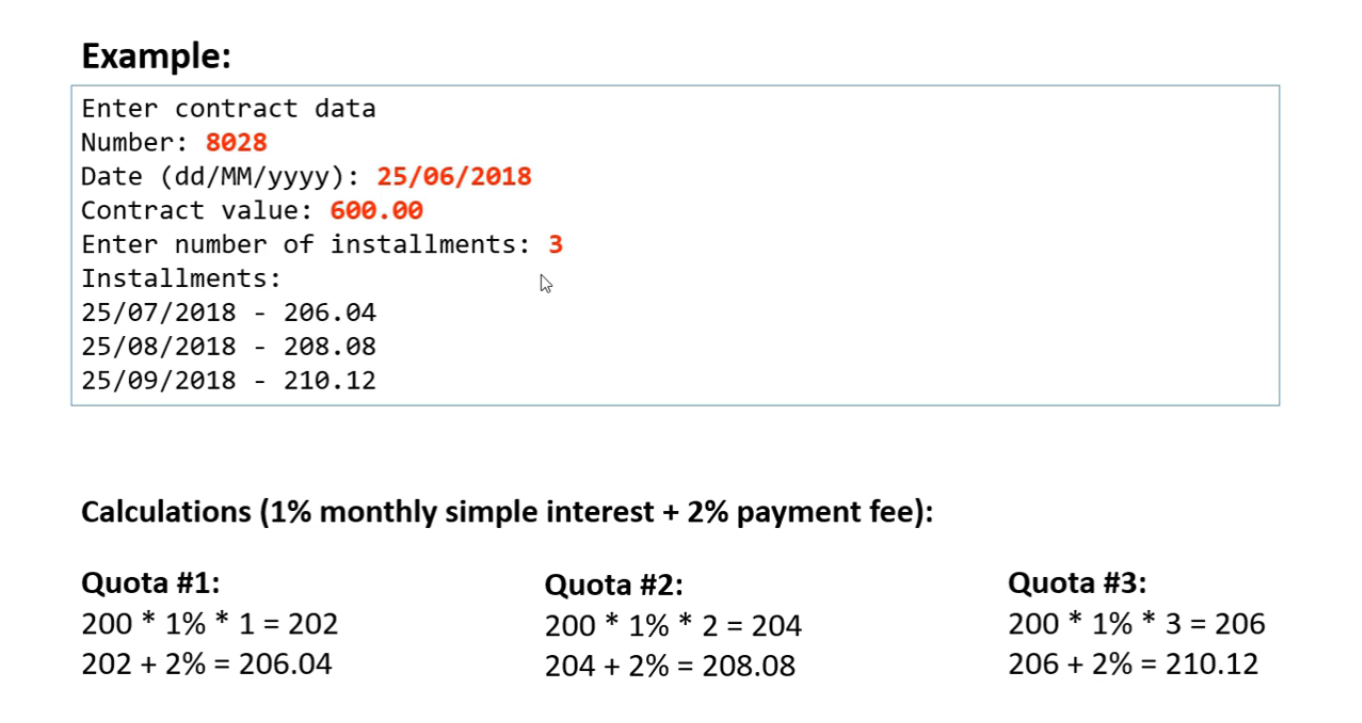 Example:
Enter contract data
Number: 8028
Date (dd/MM/yyyy): 25/06/2018
Contract value: 600.00
Enter number of installments: 3
Installments:
25/07/2018 - 206.04
25/08/2018 - 208.08
25/09/2018 - 210.12
Calculations (1% monthly simple interest + 2% payment fee):
Quota #1:
200 * 1% * 1 = 202
202 + 2% = 206.04
Quota #2:
200 * 1% * 2 = 204
204 + 2% = 208.08
Quota #3:
200 * 1% * 3 = 206
206 + 2% = 210.12